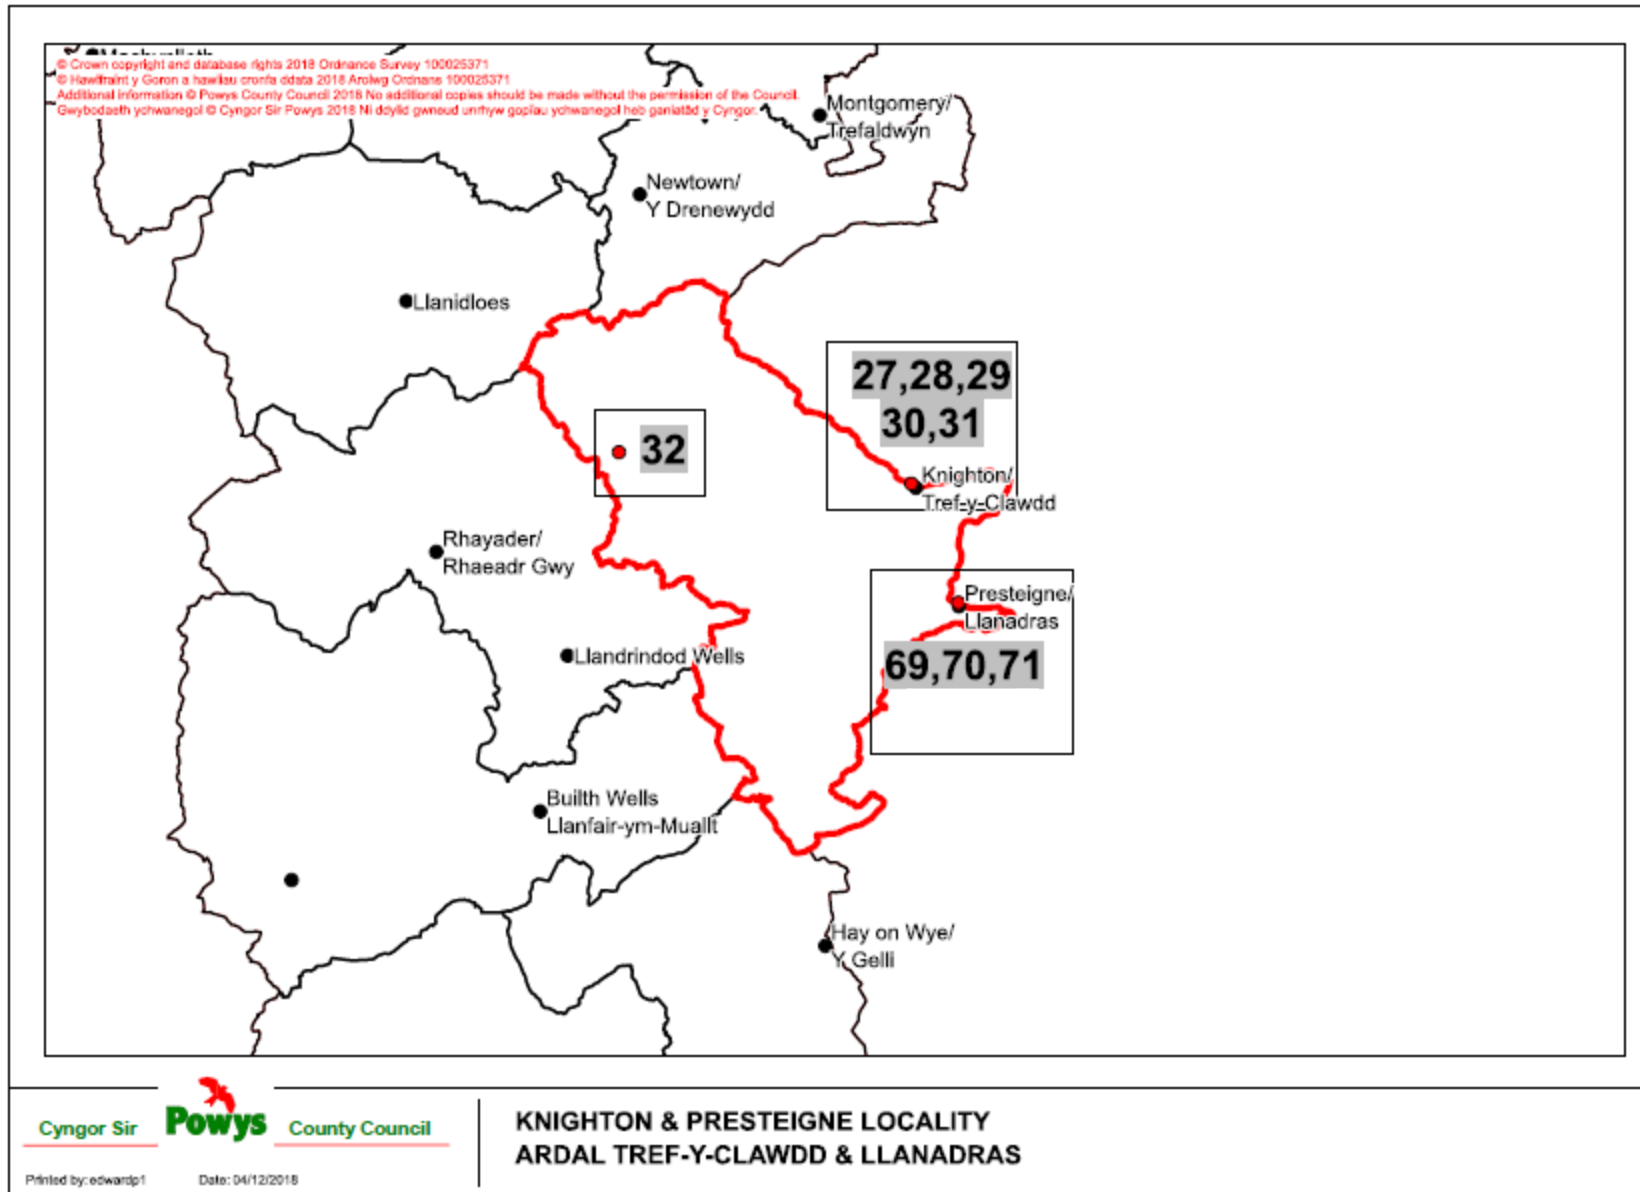 © Crown copyright and database rights 2018 Ordnance Survey 100025371
© Hawlfraint y Goron a hawliau cronfa ddata 2018 Arolwg Ordnans 100025371
Additional information © Powys County Council 2018 No additional copies should be made without the permission of the Council.
Gwybodaeth ychwanegol © Cyngor Sir Powys 2018 Ni ddylid gwneud unrhyw gopïau ychwanegol heb ganiatâd y Cyngor.
Montgomery/
Trefaldwyn
Newtown/
Y Drenewydd
Llanidloes
27,28,29
30,31
32
Knighton/
Tref-y-Clawdd
Rhayader/
Rhaeadr Gwy
Presteigne/
Llanadras
Llandrindod Wells
69,70,71
Builth Wells
Llanfair-ym-Muallt
Hay on Wye/
Y Gelli
Cyngor Sir Powys County Council
KNIGHTON & PRESTEIGNE LOCALITY
ARDAL TREF-Y-CLAWDD & LLANADRAS
Printed by: edwardp1 Date: 04/12/2018